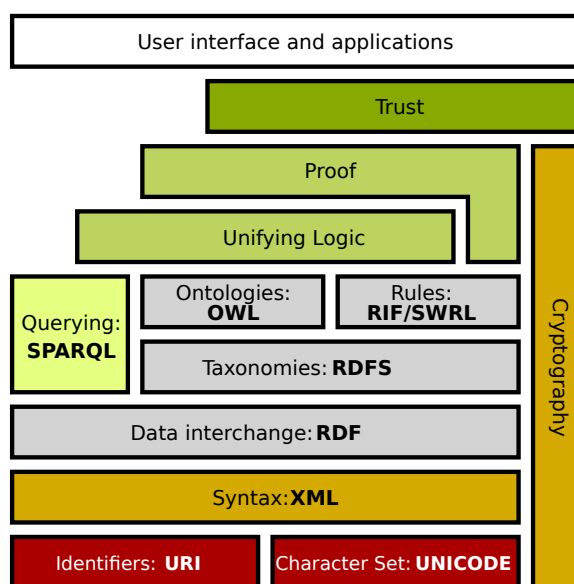 User interface and applications
Trust
Proof
Unifying Logic
Ontologies:
OWL
Rules:
RIF/SWRL
Querying:
SPARQL
Taxonomies: RDFS
Cryptography
Data interchange: RDF
Syntax: XML
Identifiers: URI
Character Set: UNICODE